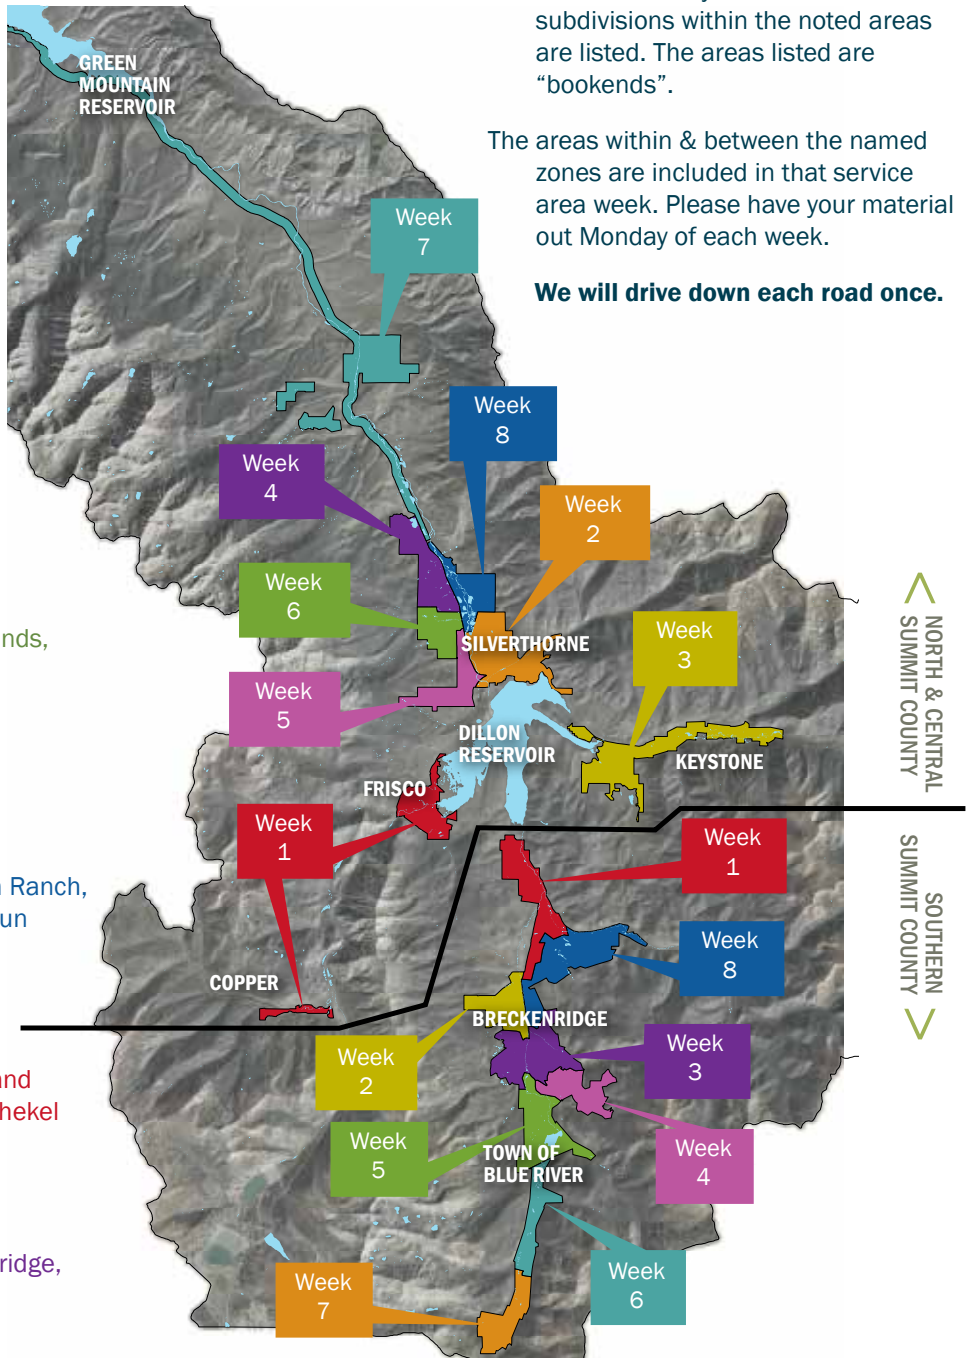 subdivisions within the noted areas
are listed. The areas listed are
“bookends”.
The areas within & between the named
zones are included in that service
area week. Please have your material
out Monday of each week.
We will drive down each road once.
GREEN
MOUNTAIN
RESERVOIR
Week
7
Week
8
Week
4
Week
2
Week
6
Week
3
SILVERTHORNE
nds,
Week
5
DILLON
RESERVOIR
KEYSTONE
FRISCO
NORTH & CENTRAL
SUMMIT COUNTY
Week
1
Week
1
SOUTHERN
SUMMIT COUNTY
Ranch,
un
Week
8
COPPER
BRECKENRIDGE
Week
2
Week
3
nd
hekel
Week
5
TOWN OF
BLUE RIVER
Week
4
ridge,
Week
7
Week
6